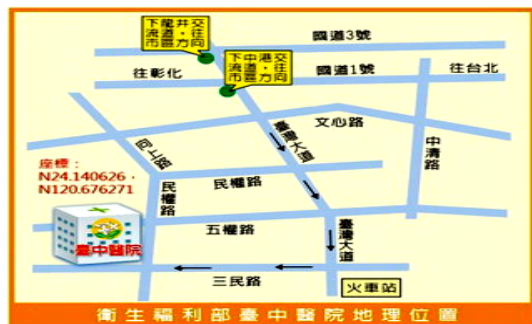 下龍井交
流道・往
市區方向
國道3號
下中港交
流道・往
市區方向
往彰化
國道1號
往台北
文心路
臺灣大道
中清路
向上路
座標：
N24.140626，
N120.676271
民權路
民權路
五權路
臺灣大道
臺中醫院
三民路
火車站
衛生福利部臺中醫院地理位置